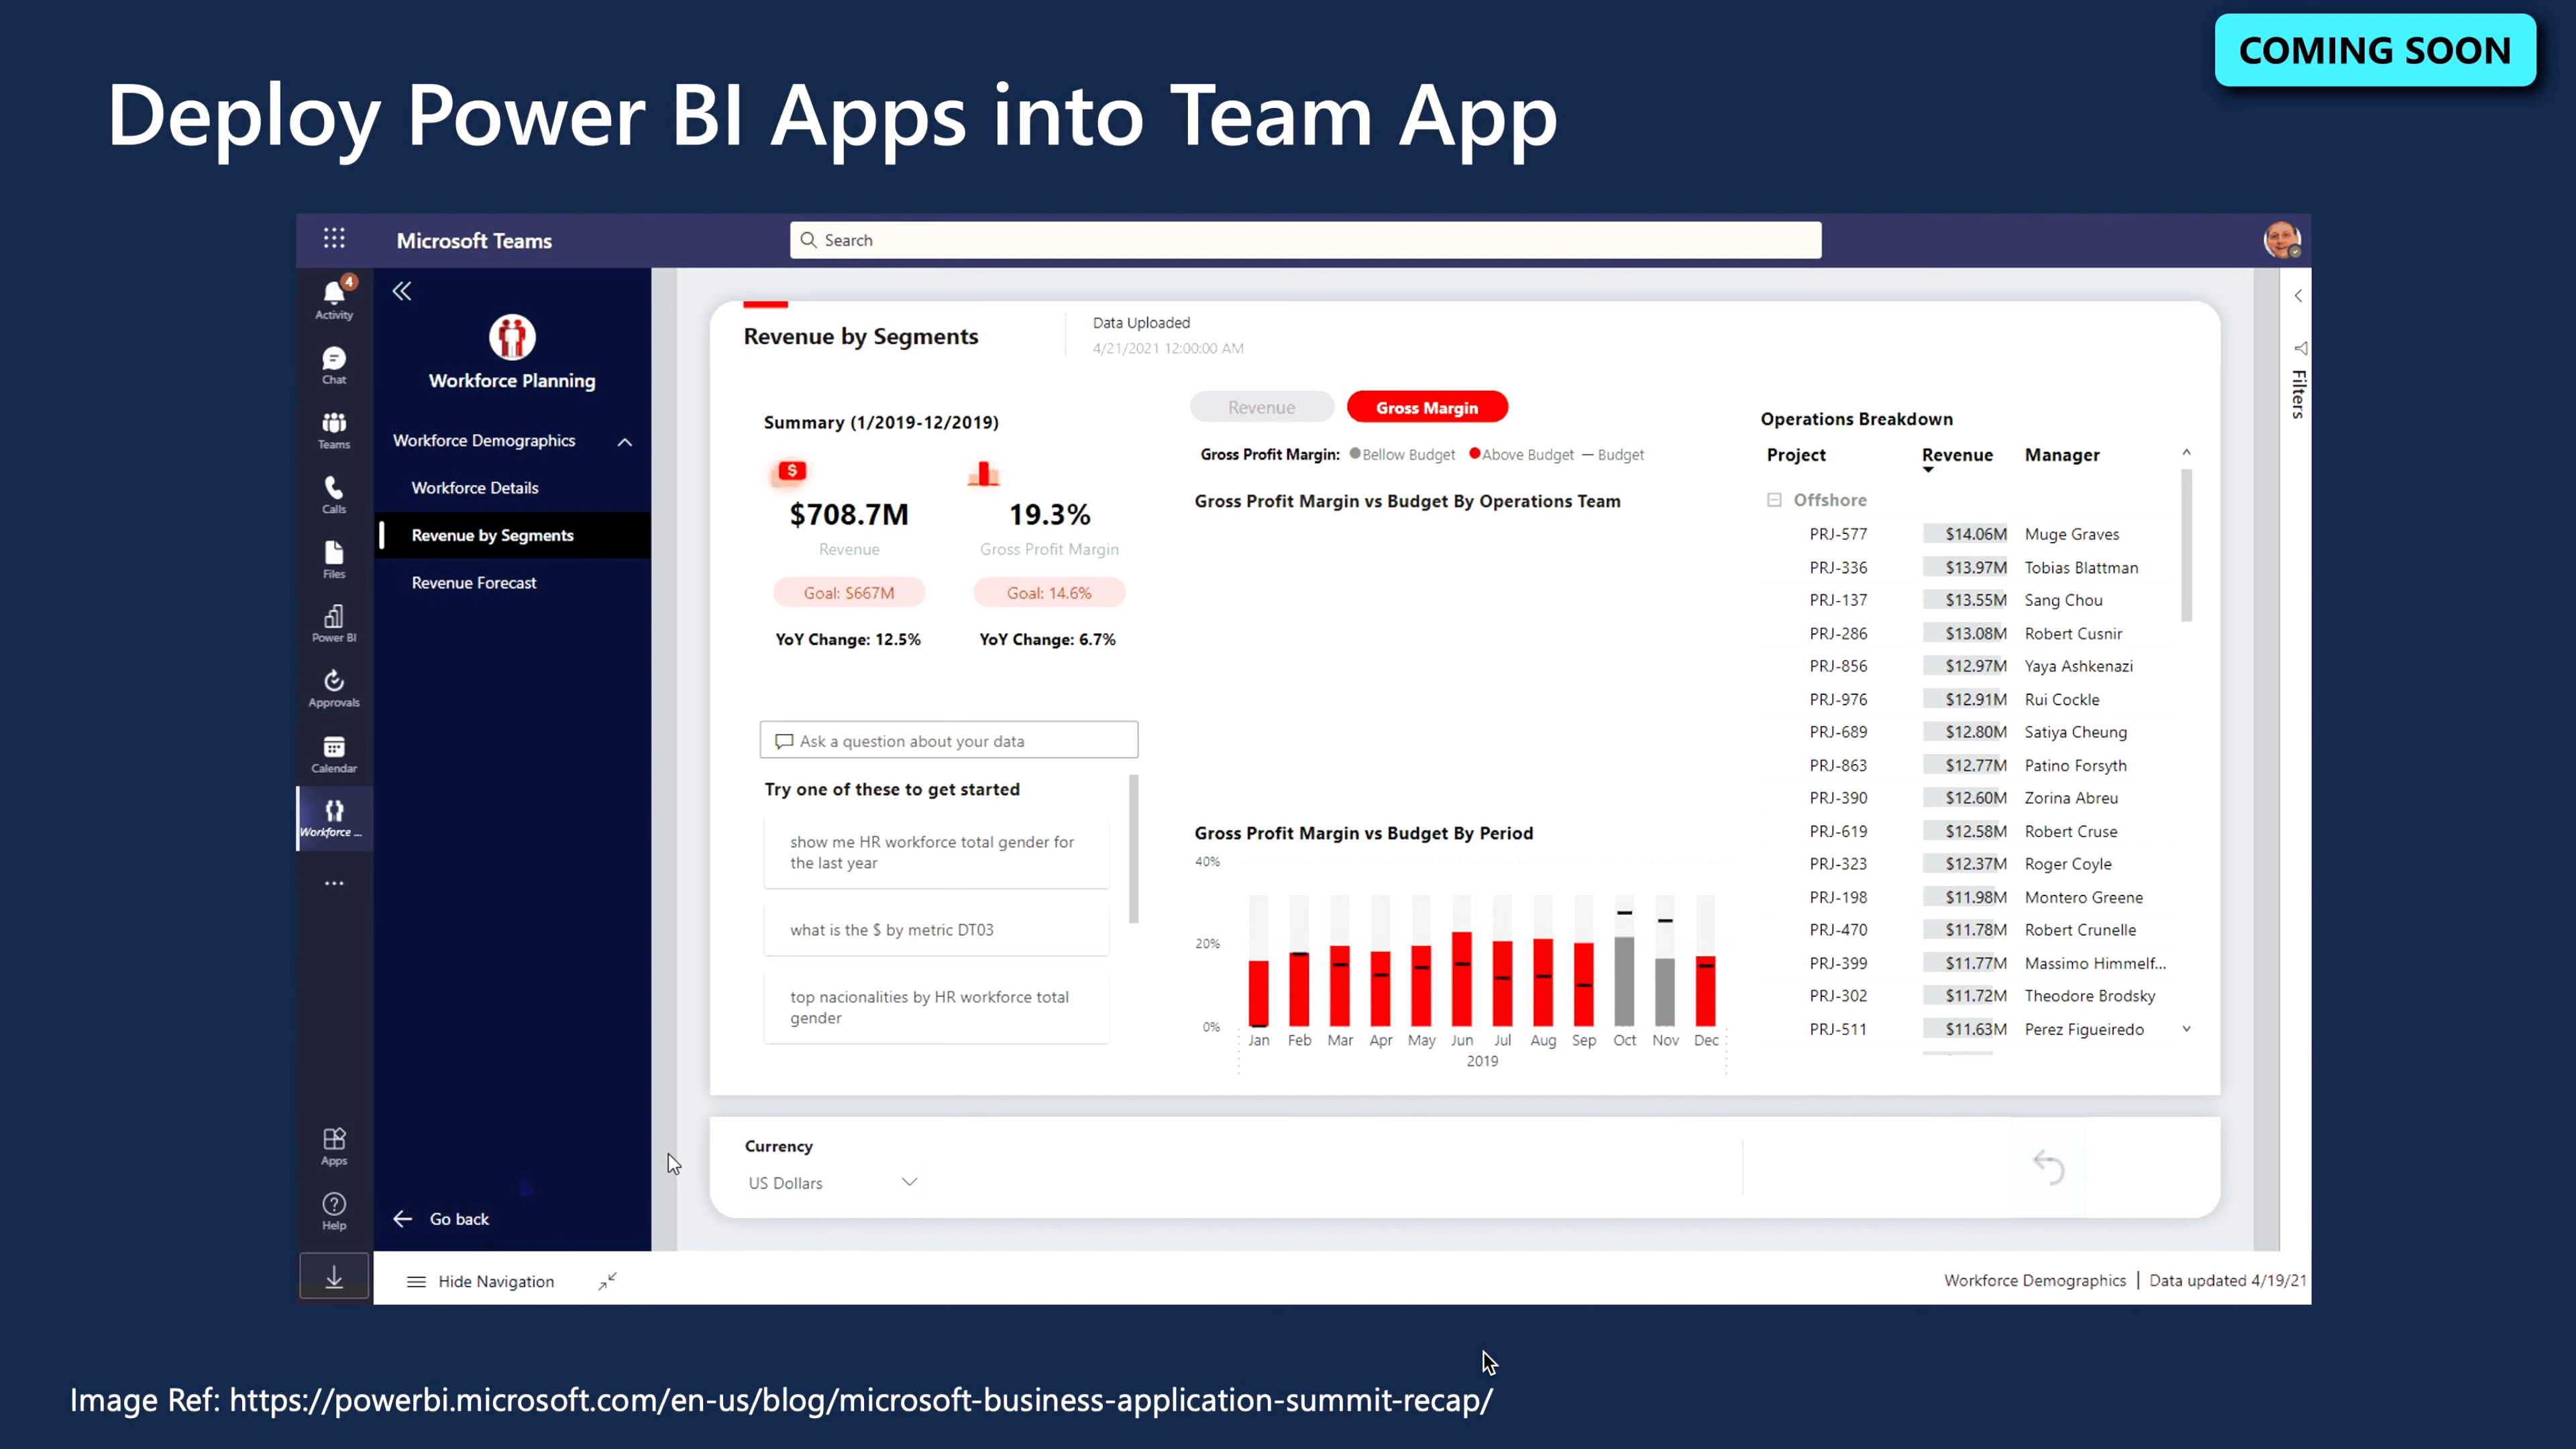 COMING SOON
Deploy Power BI Apps into Team App
Microsoft Teams
Search
4
Activity
Chat
Teams
Calls
Files
Power BI
Approvals
Calendar
Workforce ...
Apps
Help
Workforce Planning
Workforce Demographics
Workforce Details
Revenue by Segments
Revenue Forecast
Go back
Hide Navigation
Revenue by Segments
Data Uploaded
4/21/2021 12:00:00 AM
Summary (1/2019-12/2019)
$
$708.7M
Revenue
Goal: $667M
YoY Change: 12.5%
19.3%
Gross Profit Margin
Goal: 14.6%
YoY Change: 6.7%
Ask a question about your data
Try one of these to get started
show me HR workforce total gender for
the last year
what is the $ by metric DT03
top nacionalities by HR workforce total
gender
Revenue
Gross Margin
Gross Profit Margin: Bellow Budget Above Budget Budget
Gross Profit Margin vs Budget By Operations Team
Gross Profit Margin vs Budget By Period
40%
20%
0%
Jan Feb Mar Apr May Jun Jul Aug Sep Oct Nov Dec
2019
Operations Breakdown
Project Revenue Manager
Offshore
PRJ-577 $14.06M Muge Graves
PRJ-336 $13.97M Tobias Blattman
PRJ-137 $13.55M Sang Chou
PRJ-286 $13.08M Robert Cusnir
PRJ-856 $12.97M Yaya Ashkenazi
PRJ-976 $12.91M Rui Cockle
PRJ-689 $12.80M Satiya Cheung
PRJ-863 $12.77M Patino Forsyth
PRJ-390 $12.60M Zorina Abreu
PRJ-619 $12.58M Robert Cruse
PRJ-323 $12.37M Roger Coyle
PRJ-198 $11.98M Montero Greene
PRJ-470 $11.78M Robert Crunelle
PRJ-399 $11.77M Massimo Himmelf...
PRJ-302 $11.72M Theodore Brodsky
PRJ-511 $11.63M Perez Figueiredo
Filters
Currency
US Dollars
Workforce Demographics | Data updated 4/19/21
Image Ref: https://powerbi.microsoft.com/en-us/blog/microsoft-business-application-summit-recap/